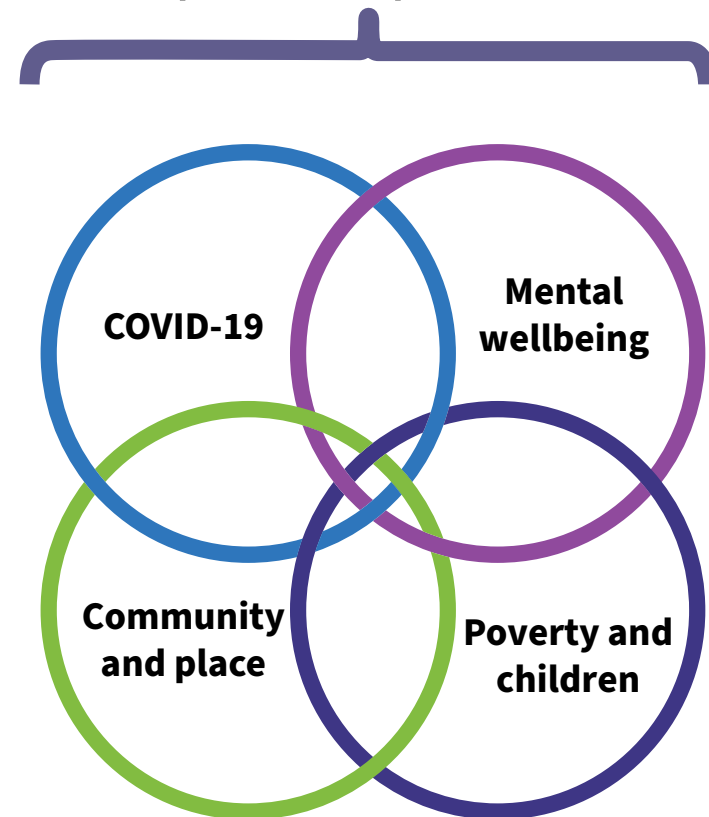 COVID-19
Mental
wellbeing
Community
and place
Poverty and
children